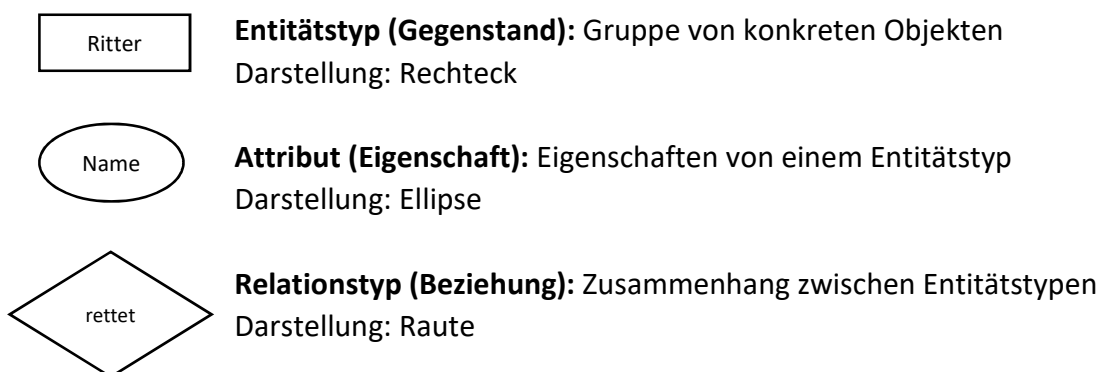 Ritter
Entitätstyp (Gegenstand): Gruppe von konkreten Objekten
Darstellung: Rechteck
Name
Attribut (Eigenschaft): Eigenschaften von einem Entitätstyp
Darstellung: Ellipse
rettet
Relationstyp (Beziehung): Zusammenhang zwischen Entitätstypen
Darstellung: Raute